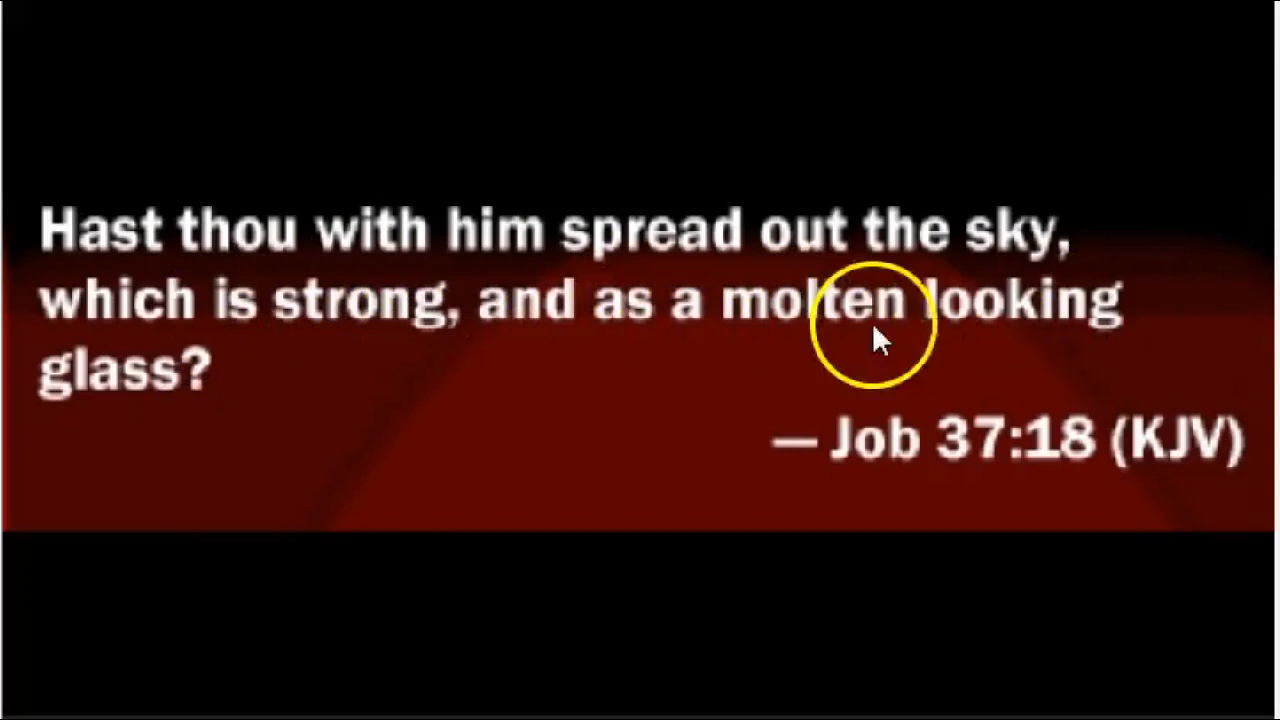 Hast thou with him spread out the sky,
which is strong, and as a molten looking
glass?
— Job 37:18 (KJV)